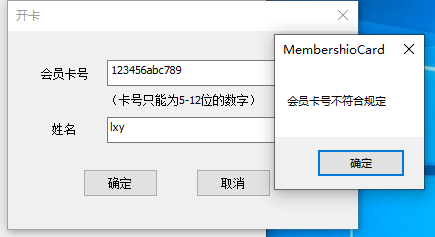 开卡
会员卡号 123456abc789
（卡号只能为5-12位的数字）
姓名 lxy
确定 取消
MembershioCard
会员卡号不符合规定
确定